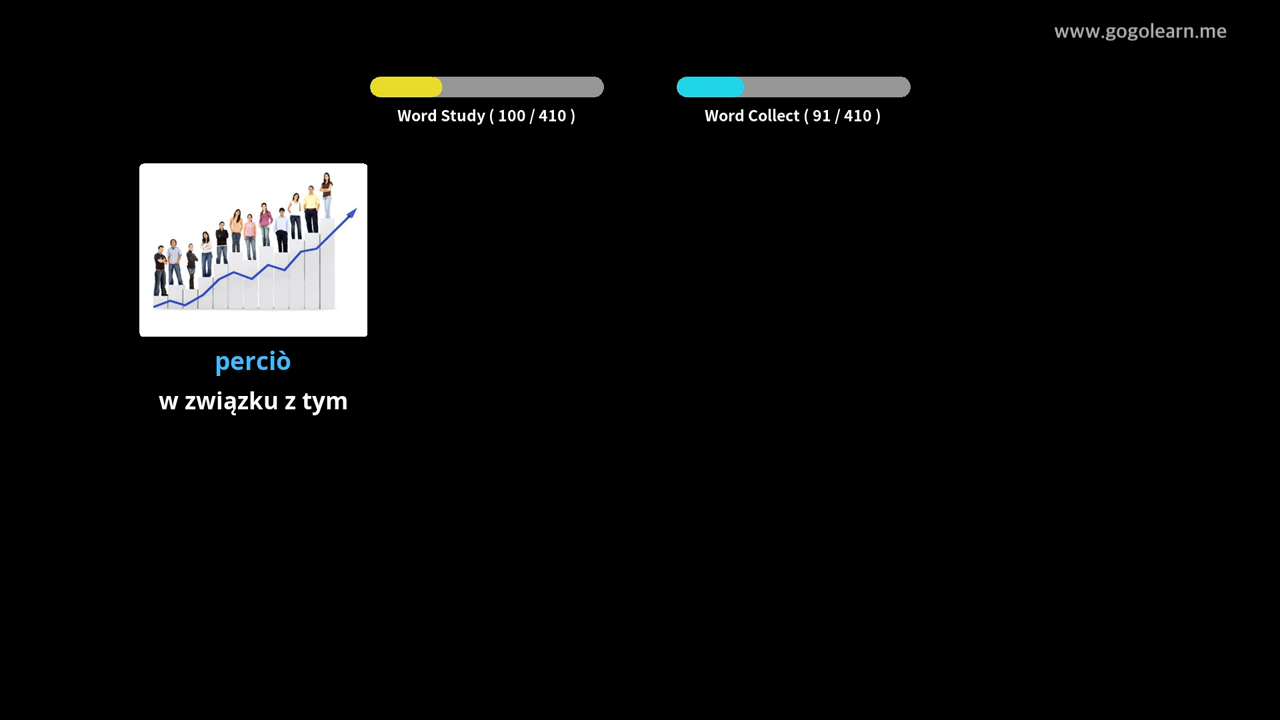 www.gogolearn.me
Word Study ( 100 / 410 )
Word Collect ( 91 / 410 )
perciò
w związku z tym